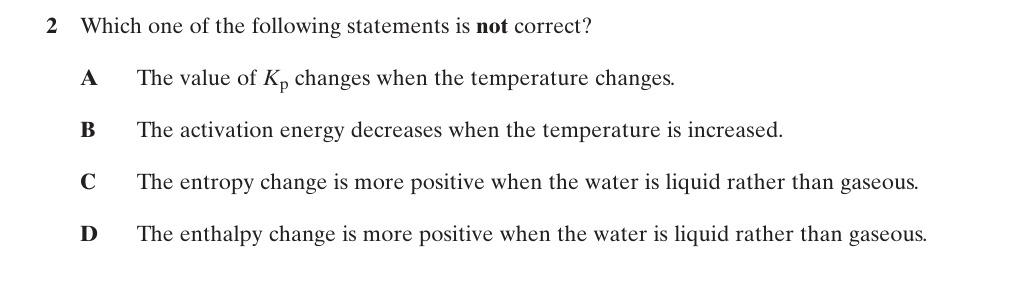 2 Which one of the following statements is not correct?
A The value of Kp changes when the temperature changes.
B The activation energy decreases when the temperature is increased.
C The entropy change is more positive when the water is liquid rather than gaseous.
D The enthalpy change is more positive when the water is liquid rather than gaseous.